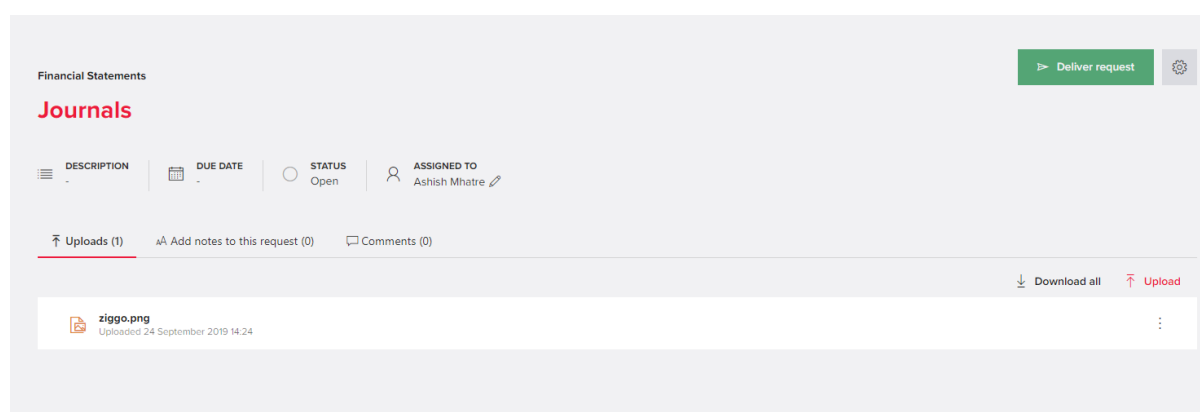 Financial Statements
Deliver request
Journals
DESCRIPTION
-
DUE DATE
-
STATUS
Open
ASSIGNED TO
Ashish Mhatre
Uploads (1)
AA Add notes to this request (0)
Comments (0)
Download all
Upload
ziggo.png
Uploaded 24 September 2019 14:24